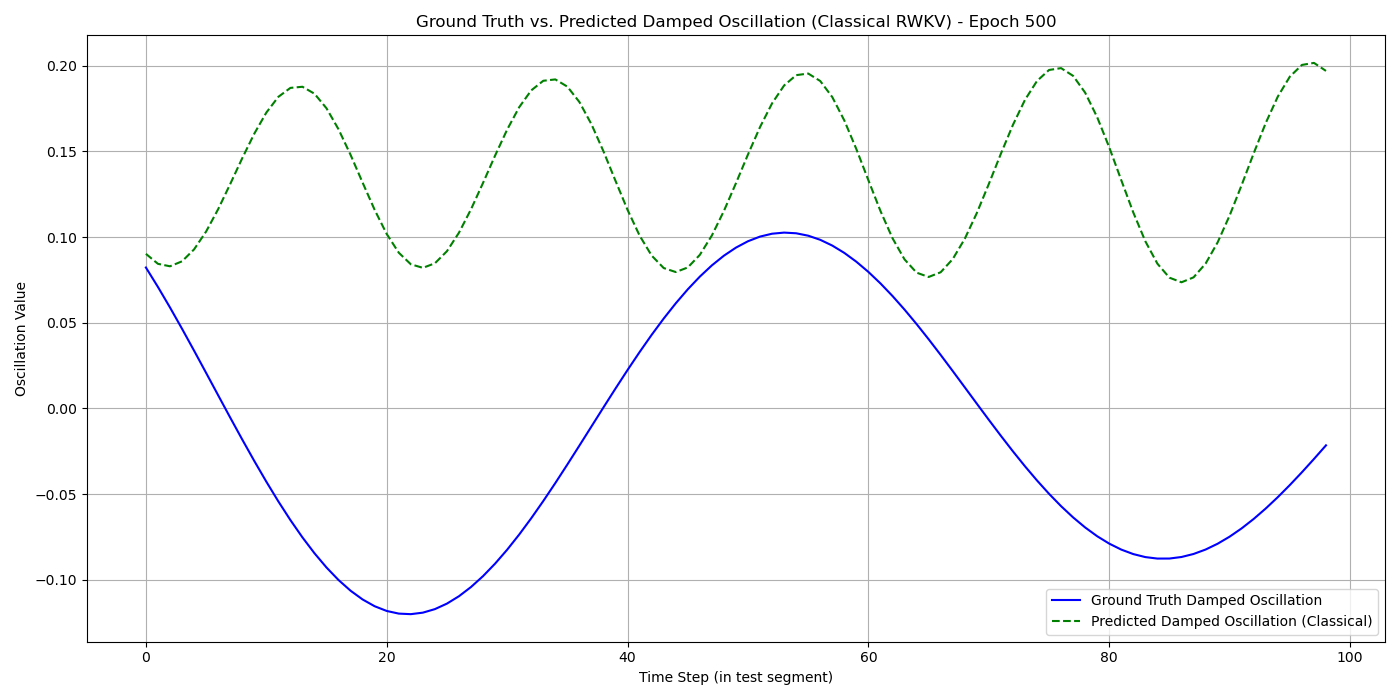 Ground Truth vs. Predicted Damped Oscillation (Classical RWKV) - Epoch 500
Oscillation Value
0.20
0.15
0.10
0.05
0.00
−0.05
−0.10
0 20 40 60 80 100
Time Step (in test segment)
Ground Truth Damped Oscillation
Predicted Damped Oscillation (Classical)